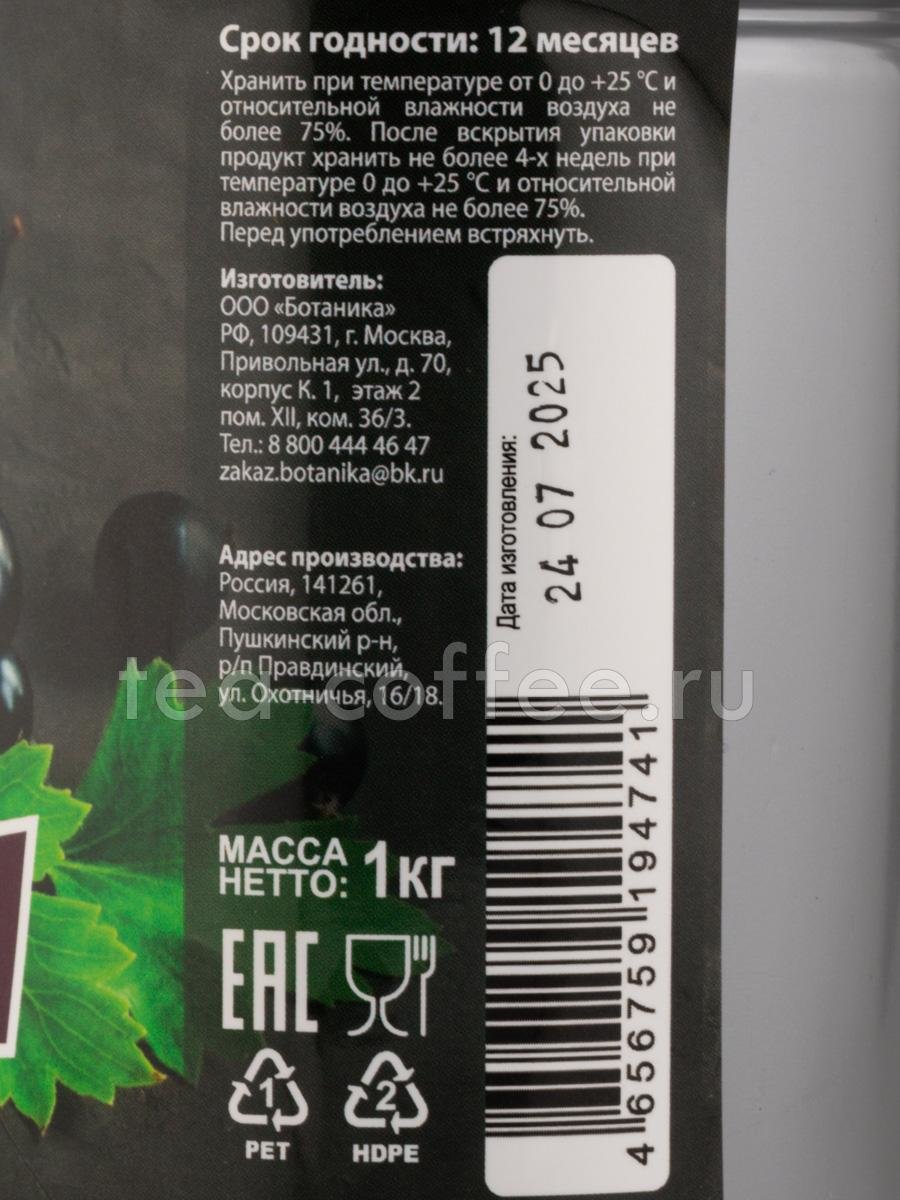 Срок годности: 12 месяцев
Хранить при температуре от 0 до +25 °С и
относительной влажности воздуха не
более 75%. После вскрытия упаковки
продукт хранить не более 4-х недель при
температуре 0 до +25 °С и относительной
влажности воздуха не более 75%.
Перед употреблением встряхнуть.
Изготовитель:
ООО «Ботаника»
РФ, 109431, г. Москва,
Привольная ул., д. 70,
корпус К. 1, этаж 2
пом. XII, ком. 36/3.
Тел.: 8 800 444 46 47
zakaz.botanika@bk.ru
Адрес производства:
Россия, 141261,
Московская обл.,
Пушкинский р-н,
р/п Правдинский,
ул. Охотничья, 16/18.
tea-coffee.ru
Дата изготовления:
24 07 2025
МАССА
НЕТТО: 1КГ
EAC
1
PET
2
HDPE
4 656759 194741